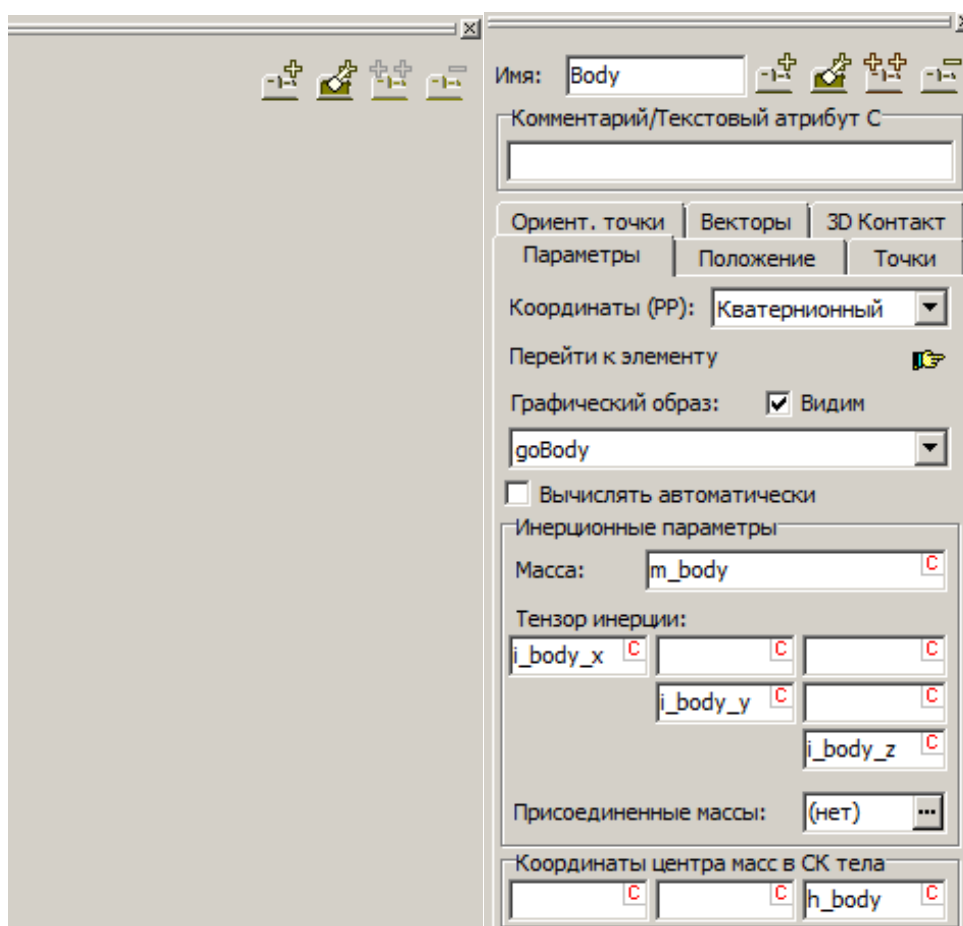 Имя: Body
Комментарий/Текстовый атрибут C
Ориент. точки Векторы 3D Контакт
Параметры Положение Точки
Координаты (РР): Кватернионный
Перейти к элементу
Графический образ: Видим
goBody
Вычислять автоматически
Инерционные параметры
Масса: m_body C
Тензор инерции:
i_body_x C C C
i_body_y C C
i_body_z C
Присоединенные массы: (нет) ...
Координаты центра масс в СК тела
C C h_body C